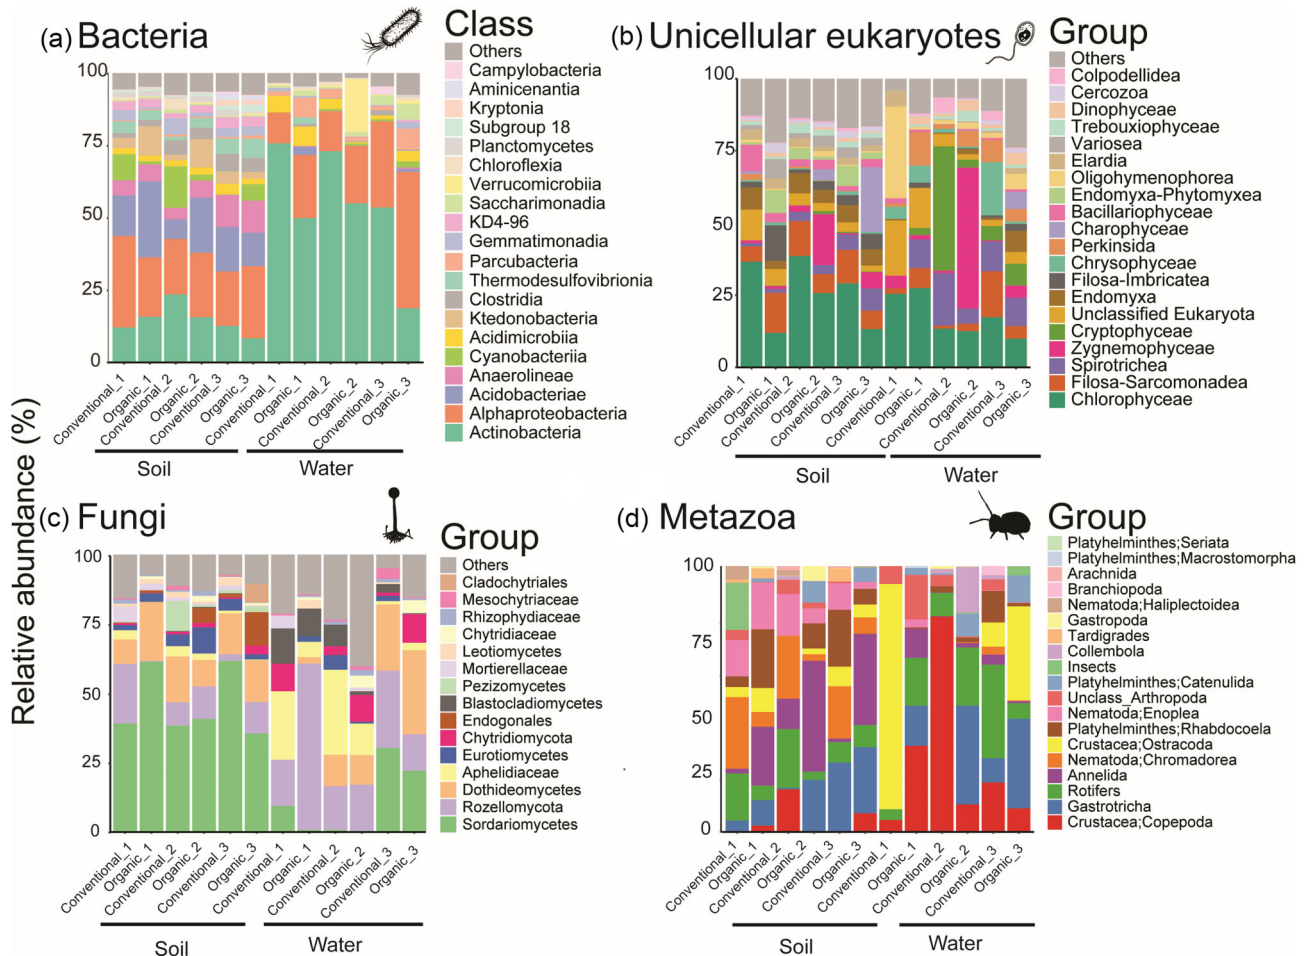 (a) Bacteria
Class
Others
Campylobacteria
Aminicenantia
Kryptonia
Subgroup 18
Planctomycetes
Chloroflexia
Verrucomicrobiia
Saccharimonadia
KD4-96
Gemmatimonadia
Parcubacteria
Thermodesulfovibrionia
Clostridia
Ktedonobacteria
Acidimicrobiia
Cyanobacteriia
Anaerolineae
Acidobacteriae
Alphaproteobacteria
Actinobacteria
100
75
50
25
0
Conventional_1
Organic_1
Conventional_2
Organic_2
Conventional_3
Organic_3
Conventional_1
Organic_1
Conventional_2
Organic_2
Conventional_3
Organic_3
Soil
Water
(b) Unicellular eukaryotes
Group
Others
Colpodellidea
Cercozoa
Dinophyceae
Trebouxiophyceae
Variosea
Elardia
Oligohymenophorea
Endomyxa-Phytomyxea
Bacillariophyceae
Charophyceae
Perkinsida
Chrysophyceae
Filosa-Imbricatea
Endomyxa
Unclassified Eukaryota
Cryptophyceae
Zygnemophyceae
Spirotrichea
Filosa-Sarcomonadea
Chlorophyceae
100
75
50
25
0
Conventional_1
Organic_1
Conventional_2
Organic_2
Conventional_3
Organic_3
Conventional_1
Organic_1
Conventional_2
Organic_2
Conventional_3
Organic_3
Soil
Water
Relative abundance (%)
(c) Fungi
Group
Others
Cladochytriales
Mesochytriaceae
Rhizophydiaceae
Chytridiaceae
Leotiomycetes
Mortierellaceae
Pezizomycetes
Blastocladiomycetes
Endogonales
Chytridiomycota
Eurotiomycetes
Aphelidiaceae
Dothideomycetes
Rozellomycota
Sordariomycetes
100
75
50
25
0
Conventional_1
Organic_1
Conventional_2
Organic_2
Conventional_3
Organic_3
Conventional_1
Organic_1
Conventional_2
Organic_2
Conventional_3
Organic_3
Soil
Water
(d) Metazoa
Group
Platyhelminthes;Seriata
Platyhelminthes;Macrostomorpha
Arachnida
Branchiopoda
Nematoda;Haliplectoidea
Gastropoda
Tardigrades
Collembola
Insects
Platyhelminthes;Catenulida
Unclass_Arthropoda
Nematoda;Enoplea
Platyhelminthes;Rhabdocoela
Crustacea;Ostracoda
Nematoda;Chromadorea
Annelida
Rotifers
Gastrotricha
Crustacea;Copepoda
100
75
50
25
0
Conventional_1
Organic_1
Conventional_2
Organic_2
Conventional_3
Organic_3
Conventional_1
Organic_1
Conventional_2
Organic_2
Conventional_3
Organic_3
Soil
Water